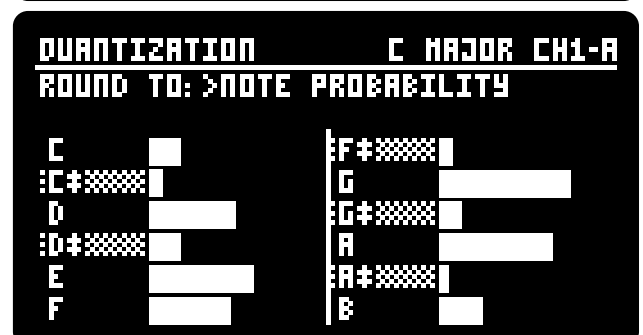 QUANTIZATION C MAJOR CH1-A
ROUND TO: >NOTE PROBABILITY
C
C#
D
D#
E
F
F#
G
G#
A
A#
B